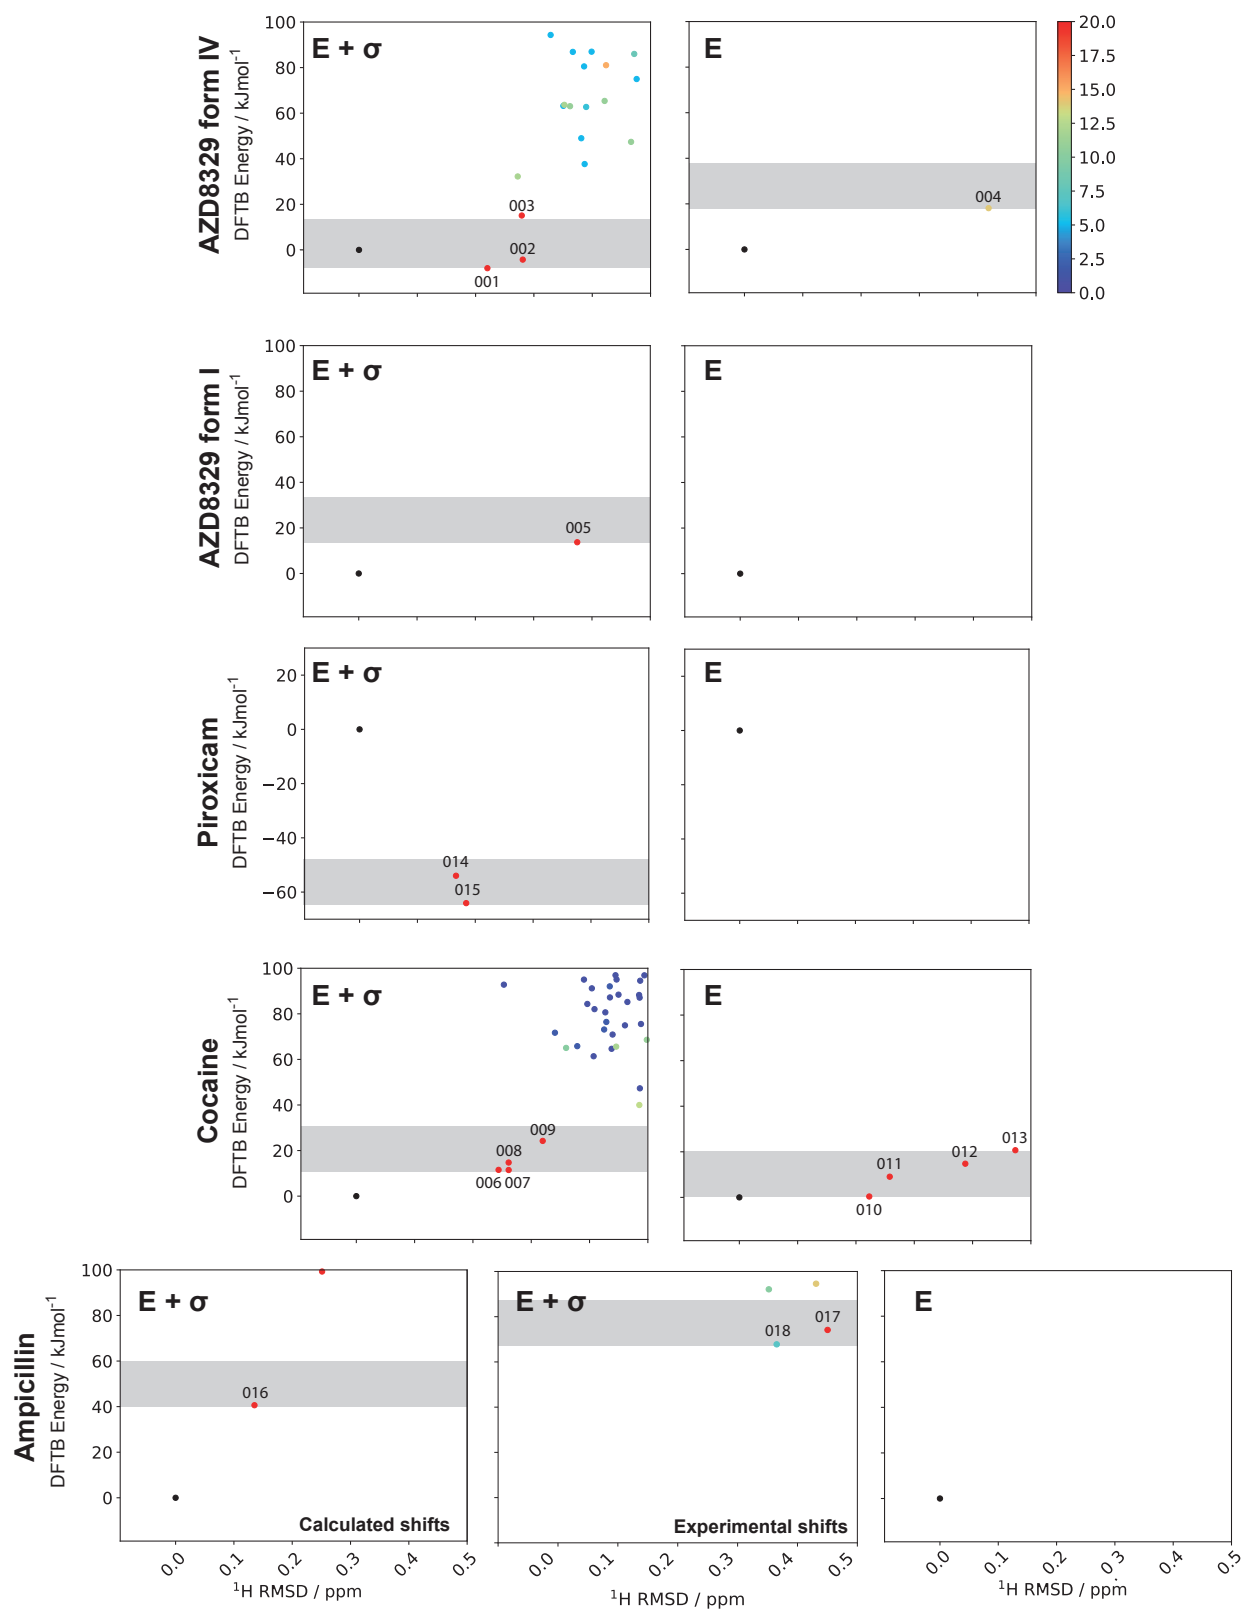 AZD8329 form IV
DFTB Energy / kJmol⁻¹
100
80
60
40
20
0
E + σ
003
002
001
E
004
20.0
17.5
15.0
12.5
10.0
7.5
5.0
2.5
0.0
AZD8329 form I
DFTB Energy / kJmol⁻¹
100
80
60
40
20
0
E + σ
005
E
Piroxicam
DFTB Energy / kJmol⁻¹
20
0
−20
−40
−60
E + σ
014
015
E
Cocaine
DFTB Energy / kJmol⁻¹
100
80
60
40
20
0
E + σ
009
008
006 007
E
013
012
011
010
Ampicillin
DFTB Energy / kJmol⁻¹
100
80
60
40
20
0
E + σ
016
Calculated shifts
0.0 0.1 0.2 0.3 0.4 0.5
¹H RMSD / ppm
E + σ
017
018
Experimental shifts
0.0 0.1 0.2 0.3 0.4 0.5
¹H RMSD / ppm
E
0.0 0.1 0.2 0.3 0.4 0.5
¹H RMSD / ppm